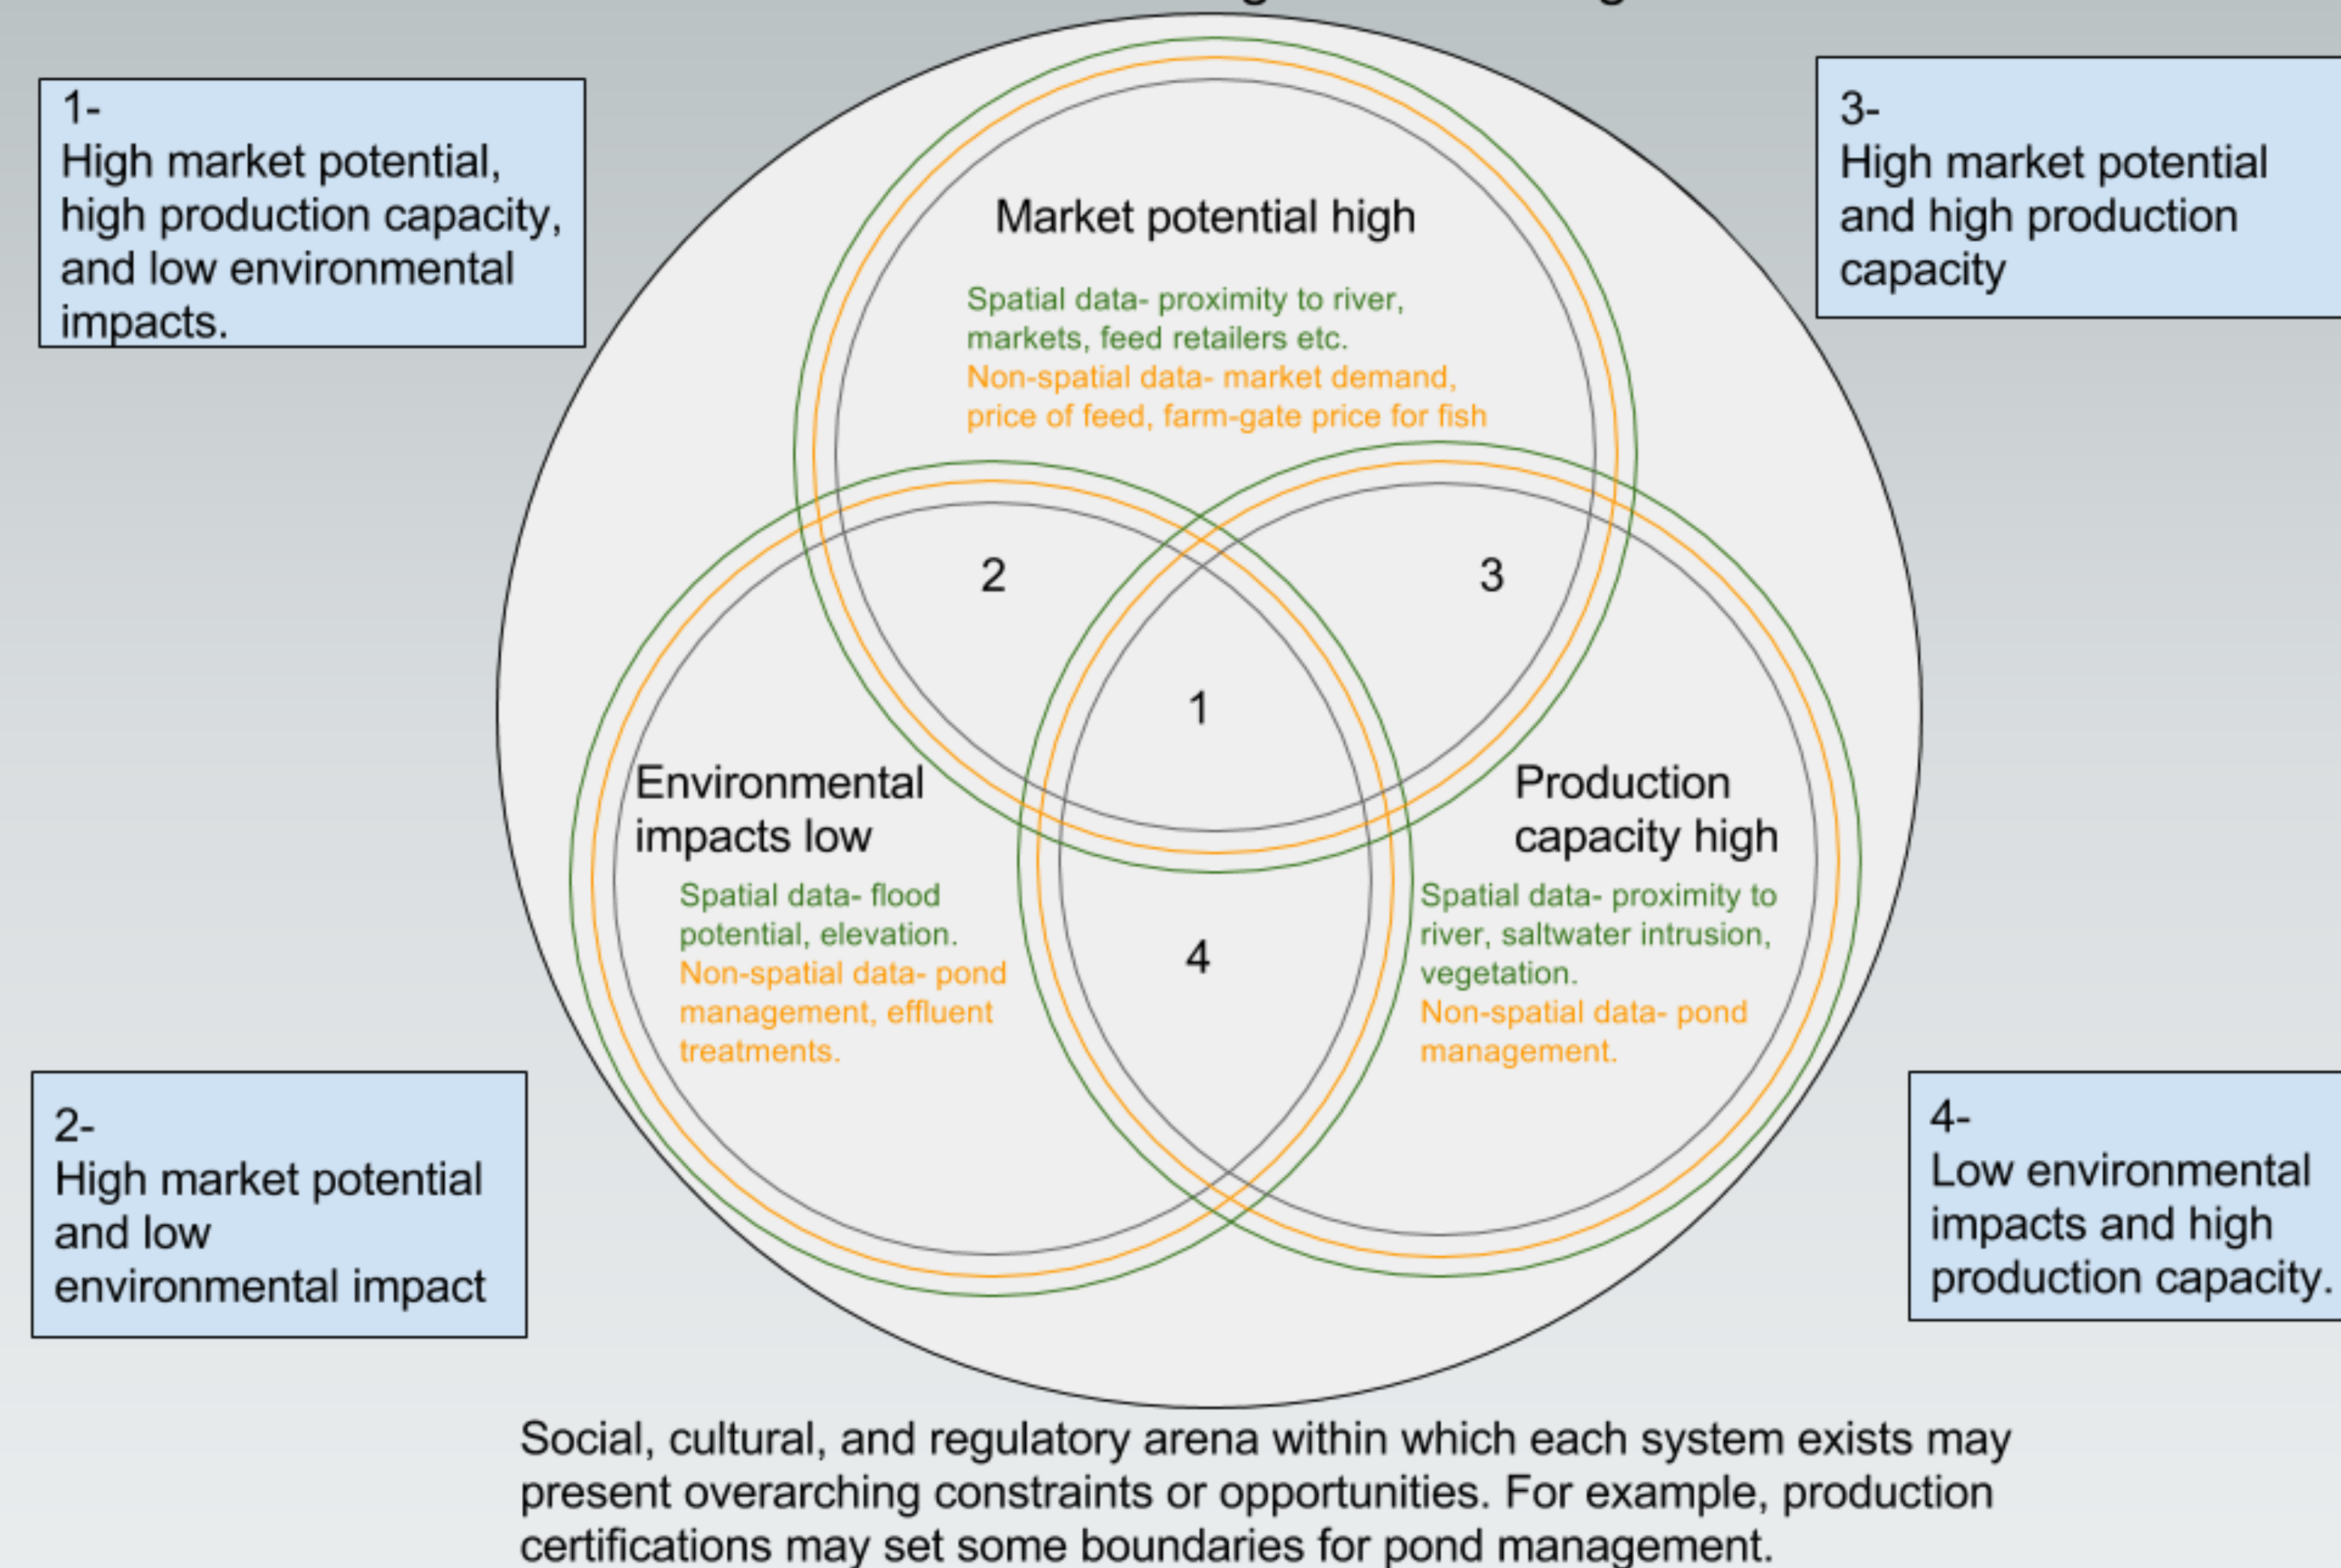 1-
High market potential,
high production capacity,
and low environmental
impacts.
3-
High market potential
and high production
capacity
Market potential high
Spatial data- proximity to river,
markets, feed retailers etc.
Non-spatial data- market demand,
price of feed, farm-gate price for fish
2
3
1
Environmental
impacts low
Spatial data- flood
potential, elevation.
Non-spatial data- pond
management, effluent
treatments.
Production
capacity high
Spatial data- proximity to
river, saltwater intrusion,
vegetation.
Non-spatial data- pond
management.
4
2-
High market potential
and low
environmental impact
4-
Low environmental
impacts and high
production capacity.
Social, cultural, and regulatory arena within which each system exists may
present overarching constraints or opportunities. For example, production
certifications may set some boundaries for pond management.